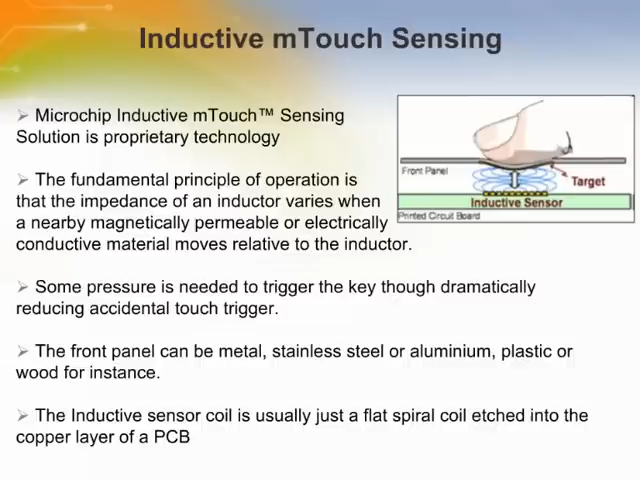 Inductive mTouch Sensing
➢ Microchip Inductive mTouch™ Sensing
Solution is proprietary technology
➢ The fundamental principle of operation is
that the impedance of an inductor varies when
a nearby magnetically permeable or electrically
conductive material moves relative to the inductor.
Front Panel
Target
Inductive Sensor
Printed Circuit Board
➢ Some pressure is needed to trigger the key though dramatically
reducing accidental touch trigger.
➢ The front panel can be metal, stainless steel or aluminium, plastic or
wood for instance.
➢ The Inductive sensor coil is usually just a flat spiral coil etched into the
copper layer of a PCB